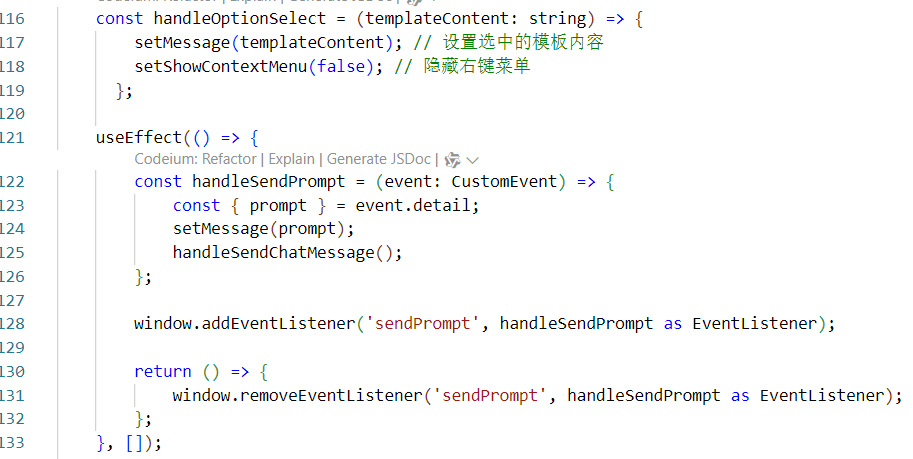 116 const handleOptionSelect = (templateContent: string) => {
117 setMessage(templateContent); // 设置选中的模板内容
118 setShowContextMenu(false); // 隐藏右键菜单
119 };
120
121 useEffect(() => {
Codeium: Refactor | Explain | Generate JSDoc |
122 const handleSendPrompt = (event: CustomEvent) => {
123 const { prompt } = event.detail;
124 setMessage(prompt);
125 handleSendChatMessage();
126 };
127
128 window.addEventListener('sendPrompt', handleSendPrompt as EventListener);
129
130 return () => {
131 window.removeEventListener('sendPrompt', handleSendPrompt as EventListener);
132 };
133 }, []);